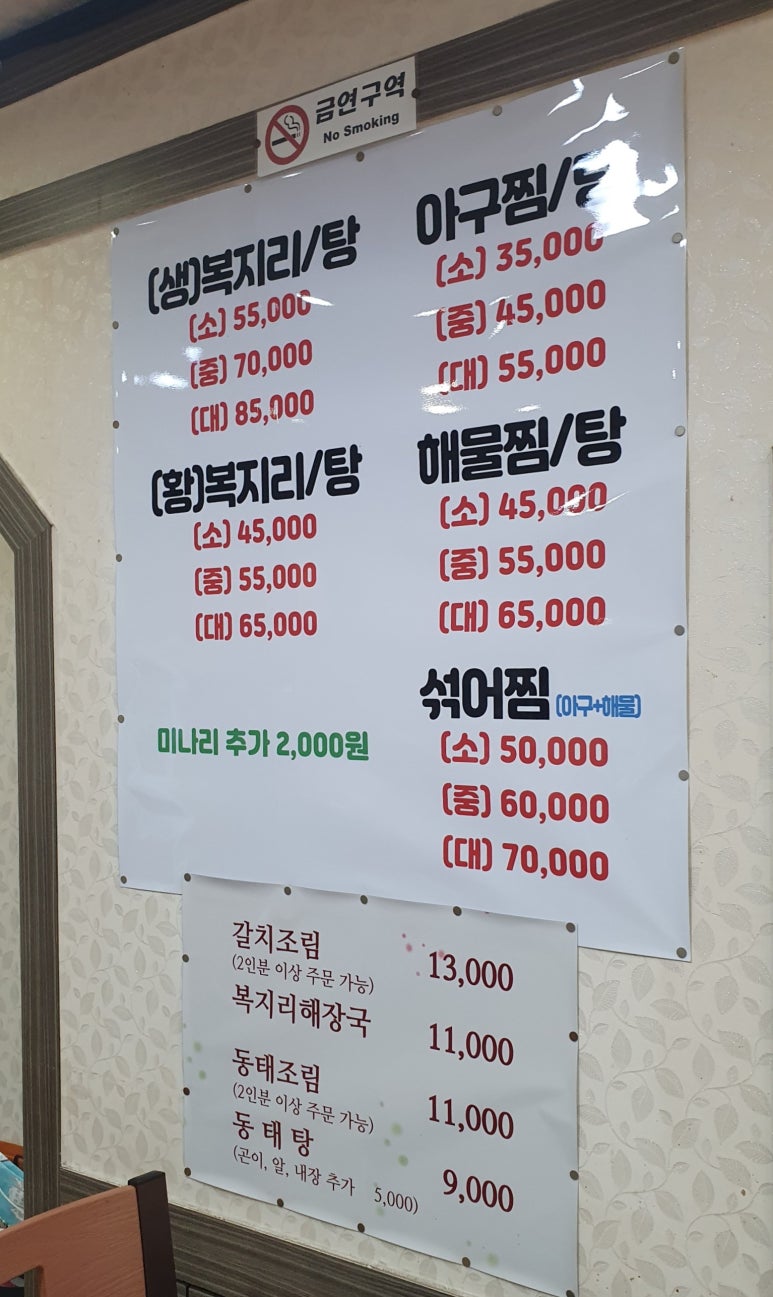 금연구역
No Smoking
(생)복지리/탕
(소) 55,000
(중) 70,000
(대) 85,000
(황)복지리/탕
(소) 45,000
(중) 55,000
(대) 65,000
미나리 추가 2,000원
아구찜/탕
(소) 35,000
(중) 45,000
(대) 55,000
해물찜/탕
(소) 45,000
(중) 55,000
(대) 65,000
섞어찜 (아구+해물)
(소) 50,000
(중) 60,000
(대) 70,000
갈치조림 13,000
(2인분 이상 주문 가능)
복지리해장국 11,000
동태조림 11,000
(2인분 이상 주문 가능)
동태탕 9,000
(곤이, 알, 내장 추가 5,000)